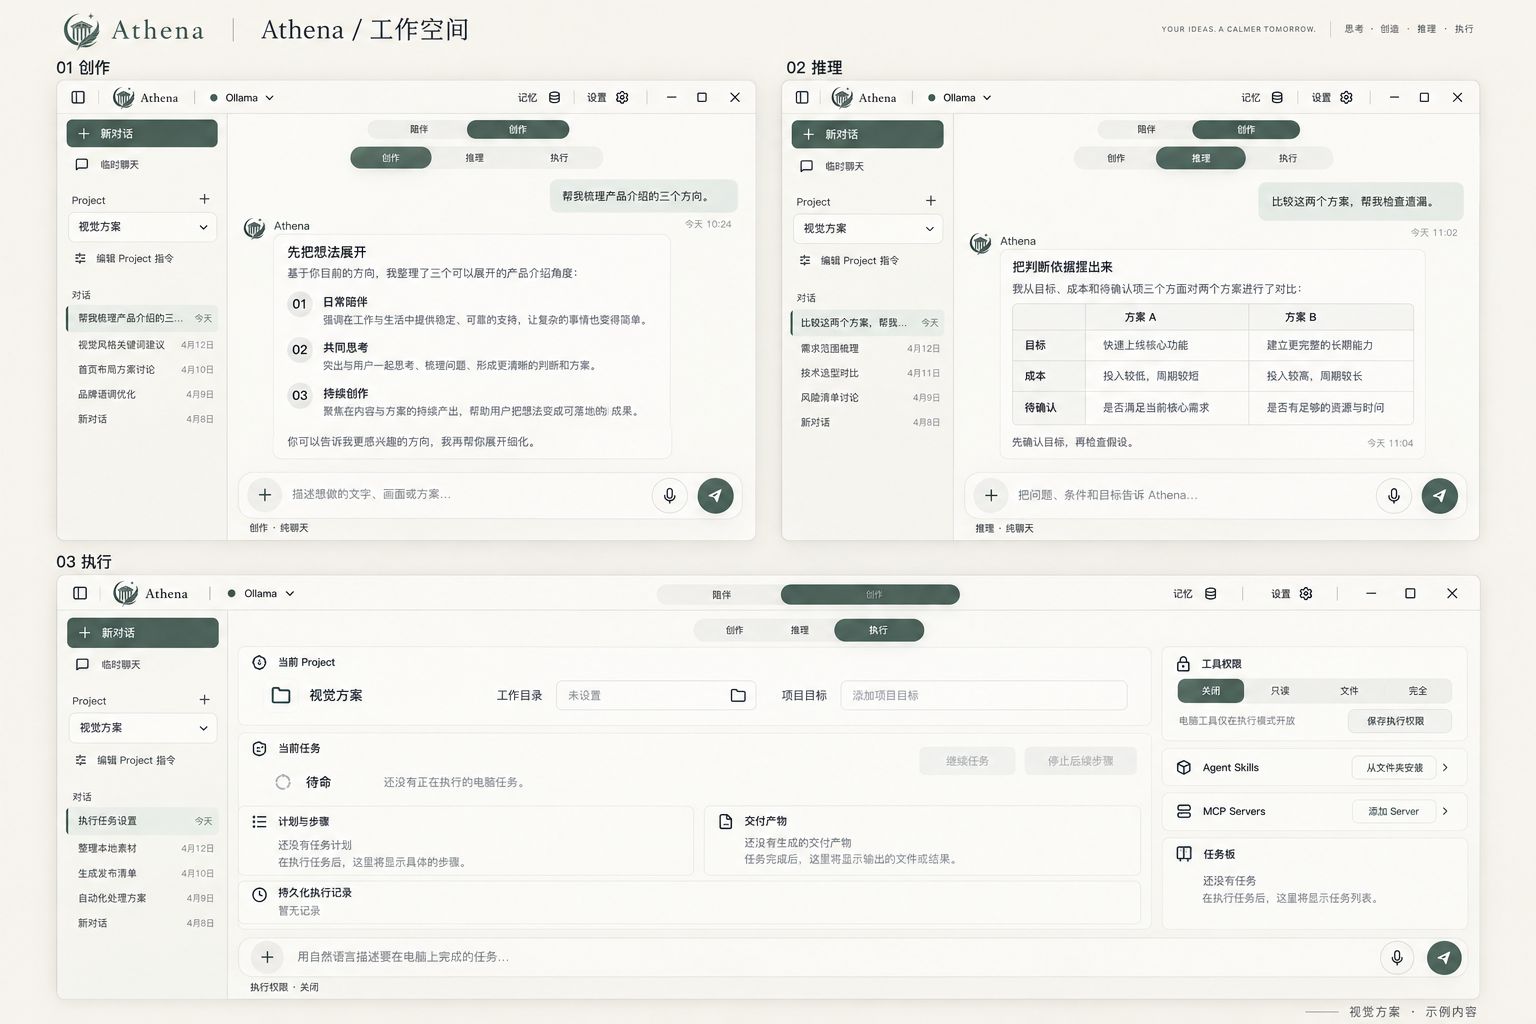 Athena
Athena / 工作空间
YOUR IDEAS. A CALMER TOMORROW.
思考 · 创造 · 推理 · 执行
01 创作
Athena
Ollama
记忆
设置
+ 新对话
临时聊天
Project +
视觉方案
编辑 Project 指令
对话
帮我梳理产品介绍的三... 今天
视觉风格关键词建议 4月12日
首页布局方案讨论 4月10日
品牌语调优化 4月9日
新对话 4月8日
陪伴 创作
创作 推理 执行
帮我梳理产品介绍的三个方向。
今天 10:24
Athena
先把想法展开
基于你目前的方向，我整理了三个可以展开的产品介绍角度：
01 日常陪伴
强调在工作与生活中提供稳定、可靠的支持，让复杂的事情也变得简单。
02 共同思考
突出与用户一起思考、梳理问题、形成更清晰的判断和方案。
03 持续创作
聚焦在内容与方案的持续产出，帮助用户把想法变成可落地的 成果。
你可以告诉我更感兴趣的方向，我再帮你展开细化。
描述想做的文字、画面或方案...
创作 · 纯聊天
02 推理
Athena
Ollama
记忆
设置
+ 新对话
临时聊天
Project +
视觉方案
编辑 Project 指令
对话
比较这两个方案，帮我... 今天
需求范围梳理 4月12日
技术选型对比 4月11日
风险清单讨论 4月9日
新对话 4月8日
陪伴 创作
创作 推理 执行
比较这两个方案，帮我检查遗漏。
今天 11:02
Athena
把判断依据摆出来
我从目标、成本和待确认项三个方面对两个方案进行了对比：
方案 A 方案 B
目标 快速上线核心功能 建立更完整的长期能力
成本 投入较低，周期较短 投入较高，周期较长
待确认 是否满足当前核心需求 是否有足够的资源与时间
先确认目标，再检查假设。
今天 11:04
把问题、条件和目标告诉 Athena...
推理 · 纯聊天
03 执行
Athena
Ollama
陪伴 创作
记忆
设置
+ 新对话
临时聊天
Project +
视觉方案
编辑 Project 指令
对话
执行任务设置 今天
整理本地素材 4月12日
生成发布清单 4月10日
自动化处理方案 4月9日
新对话 4月8日
创作 推理 执行
当前 Project
视觉方案 工作目录 未设置 项目目标 添加项目目标
当前任务
待命 还没有正在执行的电脑任务。
继续任务 停止后续步骤
计划与步骤
还没有任务计划
在执行任务后，这里将显示具体的步骤。
交付产物
还没有生成的交付产物
任务完成后，这里将显示输出的文件或结果。
持久化执行记录
暂无记录
工具权限
关闭 只读 文件 完全
电脑工具仅在执行模式开放 保存执行权限
Agent Skills 从文件夹安装
MCP Servers 添加 Server
任务板
还没有任务
在执行任务后，这里将显示任务列表。
用自然语言描述要在电脑上完成的任务...
执行权限 · 关闭
视觉方案 · 示例内容